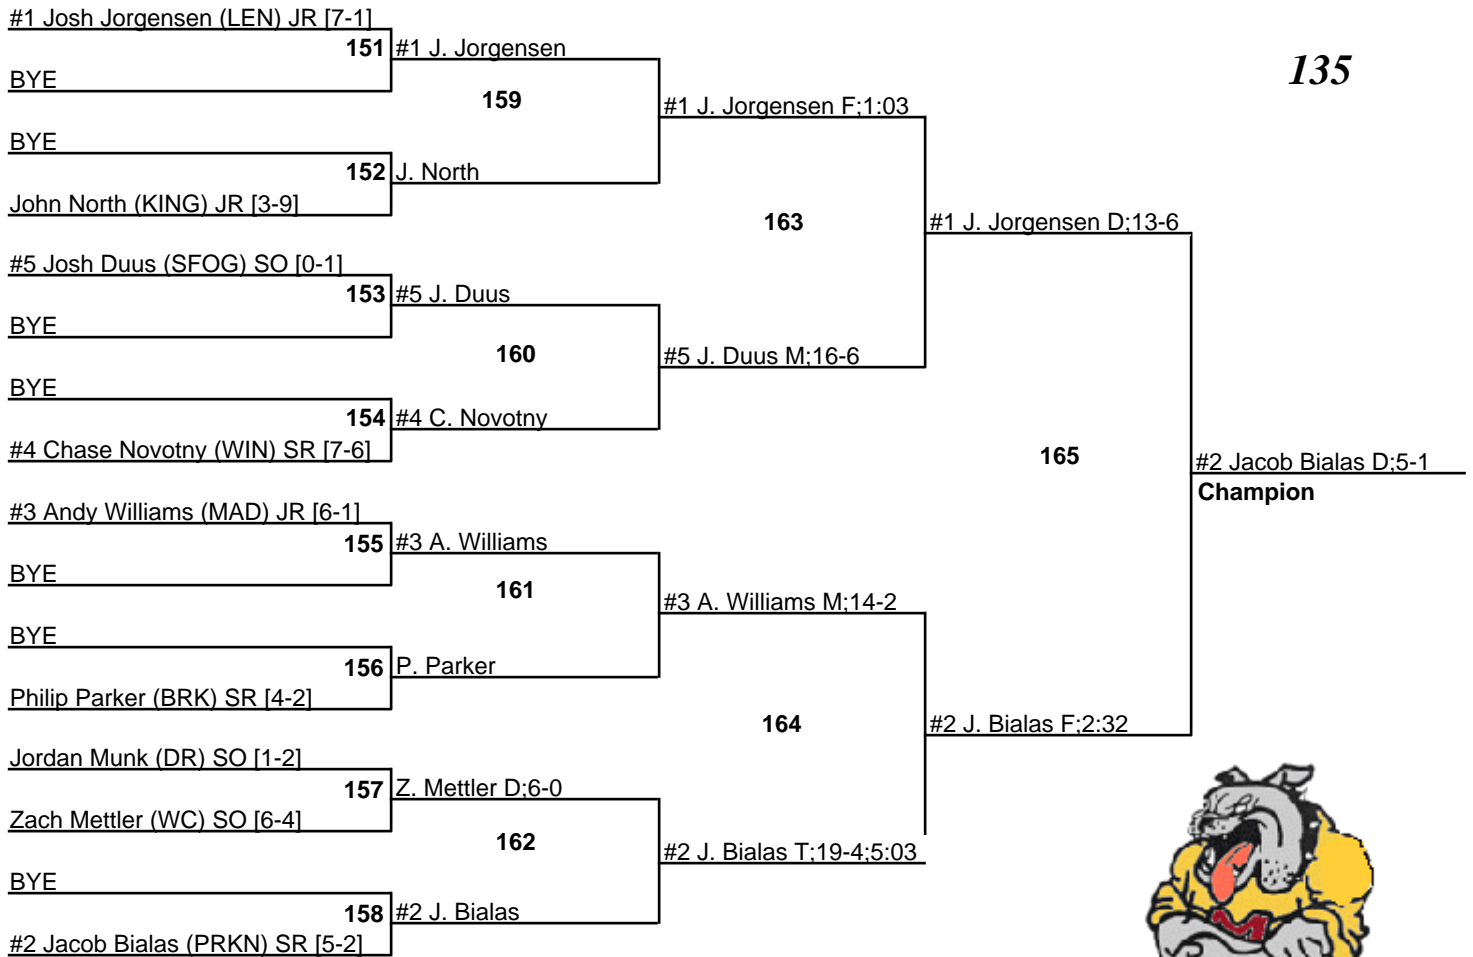 #1 Josh Jorgensen (LEN) JR [7-1]
151
#1 J. Jorgensen
BYE
135
159
#1 J. Jorgensen F;1:03
BYE
152
J. North
John North (KING) JR [3-9]
163
#1 J. Jorgensen D;13-6
#5 Josh Duus (SFOG) SO [0-1]
153
#5 J. Duus
BYE
160
#5 J. Duus M;16-6
BYE
154
#4 C. Novotny
#4 Chase Novotny (WIN) SR [7-6]
165
#2 Jacob Bialas D;5-1
Champion
#3 Andy Williams (MAD) JR [6-1]
155
#3 A. Williams
BYE
161
#3 A. Williams M;14-2
BYE
156
P. Parker
Philip Parker (BRK) SR [4-2]
164
#2 J. Bialas F;2:32
Jordan Munk (DR) SO [1-2]
157
Z. Mettler D;6-0
Zach Mettler (WC) SO [6-4]
162
#2 J. Bialas T;19-4;5:03
BYE
158
#2 J. Bialas
#2 Jacob Bialas (PRKN) SR [5-2]
M